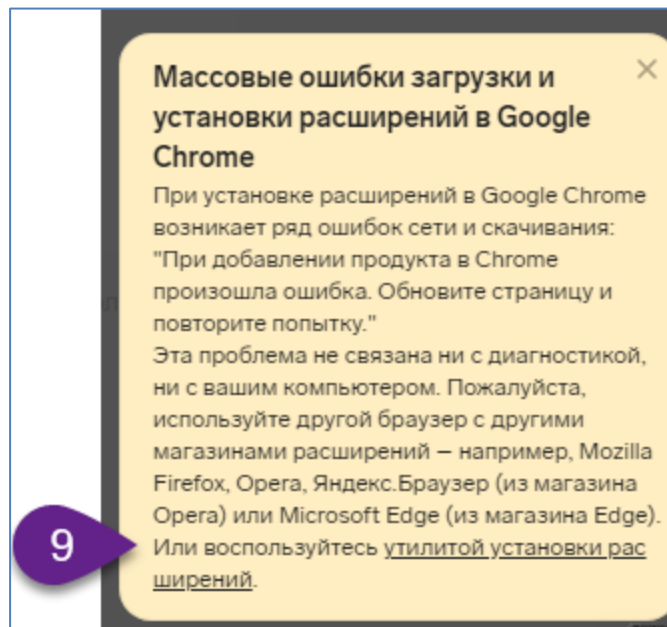 Массовые ошибки загрузки и
установки расширений в Google
Chrome
При установке расширений в Google Chrome
возникает ряд ошибок сети и скачивания:
"При добавлении продукта в Chrome
произошла ошибка. Обновите страницу и
повторите попытку."
Эта проблема не связана ни с диагностикой,
ни с вашим компьютером. Пожалуйста,
используйте другой браузер с другими
магазинами расширений – например, Mozilla
Firefox, Opera, Яндекс.Браузер (из магазина
Opera) или Microsoft Edge (из магазина Edge).
9 Или воспользуйтесь утилитой установки рас
ширений.